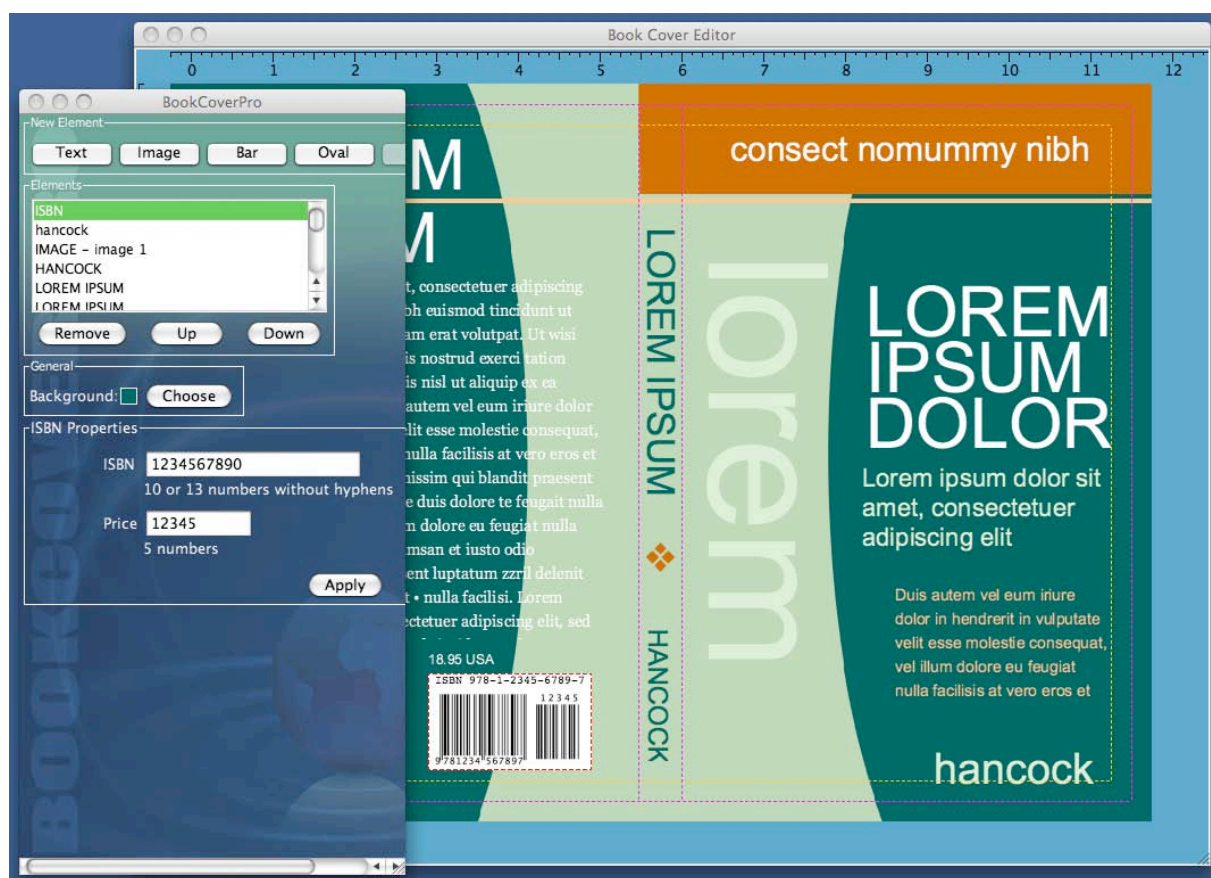 Book Cover Editor
0 1 2 3 4 5 6 7 8 9 10 11 12
BookCoverPro
New Element
Text Image Bar Oval
Elements
ISBN
hancock
IMAGE - image 1
HANCOCK
LOREM IPSUM
LOREM IPSUM
Remove Up Down
General
Background: Choose
ISBN Properties
ISBN 1234567890
10 or 13 numbers without hyphens
Price 12345
5 numbers
Apply
BOOKCOVE
M
M
t, consectetuer adipiscing
bh euismod tincidunt ut
am erat volutpat. Ut wisi
is nostrud exerci tation
is nisl ut aliquip ex ea
autem vel eum iriure dolor
elit esse molestie consequat,
nulla facilisis at vero eros et
nissim qui blandit praesent
e duis dolore te feugait nulla
m dolore eu feugiat nulla
msan et iusto odio
sent luptatum zzril delenit
t • nulla facilisi. Lorem
ectetuer adipiscing elit, sed
18.95 USA
ISBN 978-1-2345-6789-7
12345
9 781234 567897
LOREM IPSUM
HANCOCK
consect nomummy nibh
lorem
LOREM
IPSUM
DOLOR
Lorem ipsum dolor sit
amet, consectetuer
adipiscing elit
Duis autem vel eum iriure
dolor in hendrerit in vulputate
velit esse molestie consequat,
vel illum dolore eu feugiat
nulla facilisis at vero eros et
hancock